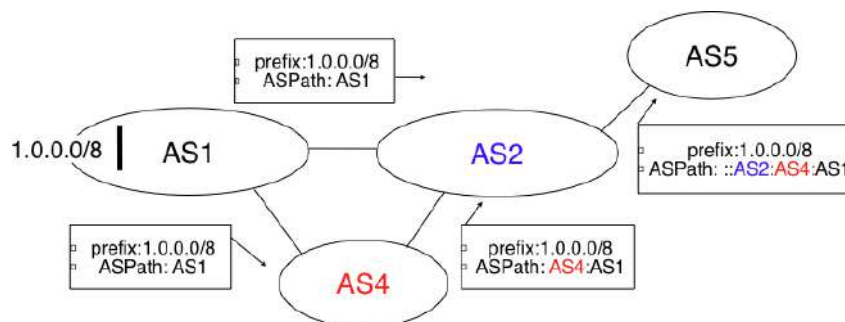 prefix:1.0.0.0/8
ASPath: AS1
AS5
1.0.0.0/8
AS1
AS2
prefix:1.0.0.0/8
ASPath: ::AS2:AS4:AS1
prefix:1.0.0.0/8
ASPath: AS1
AS4
prefix:1.0.0.0/8
ASPath: AS4:AS1